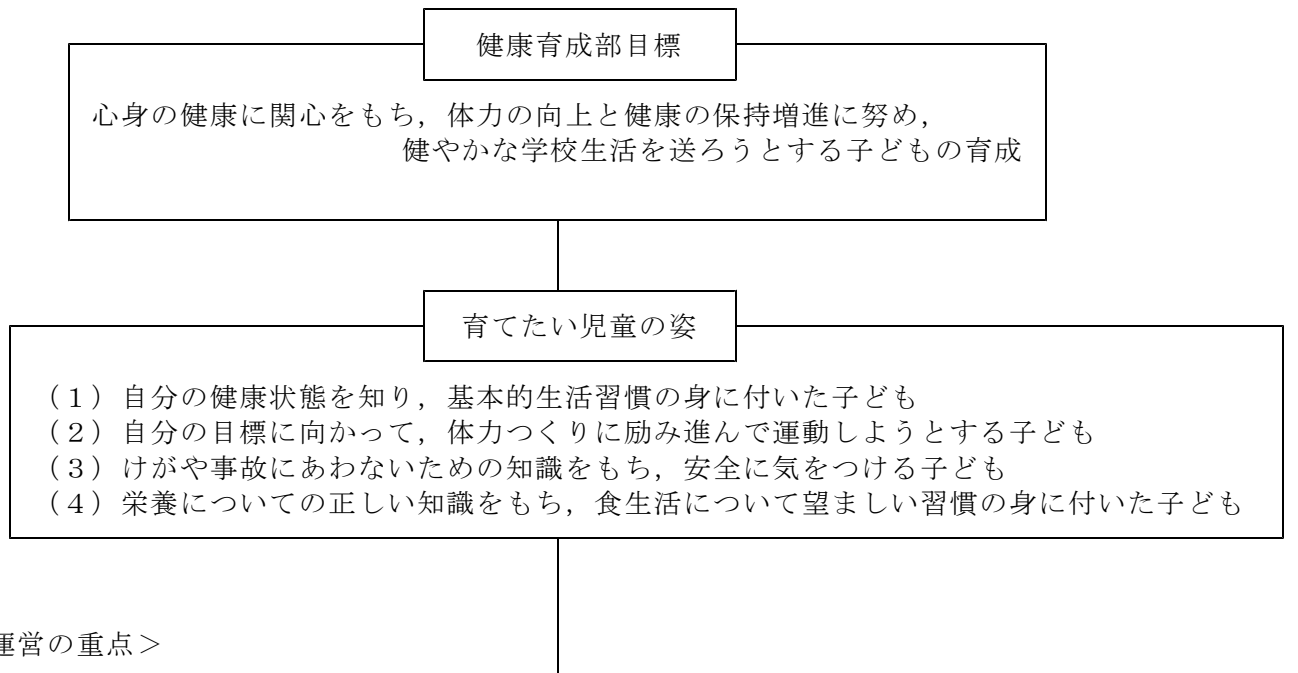 健康育成部目標
心身の健康に関心をもち，体力の向上と健康の保持増進に努め，
健やかな学校生活を送ろうとする子どもの育成
育てたい児童の姿
（１）自分の健康状態を知り，基本的生活習慣の身に付いた子ども
（２）自分の目標に向かって，体力つくりに励み進んで運動しようとする子ども
（３）けがや事故にあわないための知識をもち，安全に気をつける子ども
（４）栄養についての正しい知識をもち，食生活について望ましい習慣の身に付いた子ども
運営の重点＞